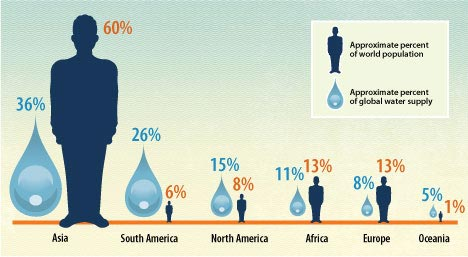 60%
Approximate percent
of world population
Approximate percent
of global water supply
36%
26%
6%
15%
8%
11%
13%
8%
13%
5%
1%
Asia
South America
North America
Africa
Europe
Oceania